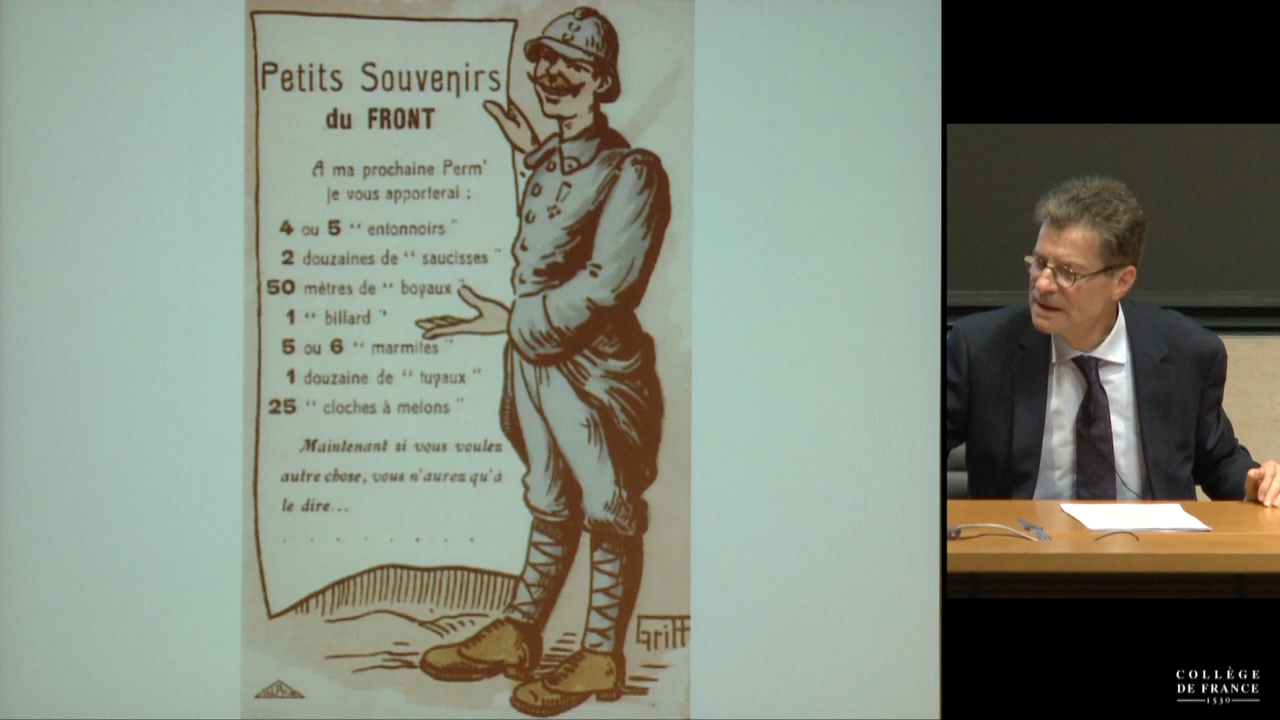 Petits Souvenirs
du FRONT
A ma prochaine Perm'
je vous apporterai :
4 ou 5 “ entonnoirs ”
2 douzaines de “ saucisses ”
50 mètres de “ boyaux ”
1 “ billard ”
5 ou 6 “ marmites ”
1 douzaine de “ tuyaux ”
25 “ cloches à melons ”
Maintenant si vous voulez
autre chose, vous n'aurez qu'à
le dire...
Griff
COLLÈGE
DE FRANCE
1530